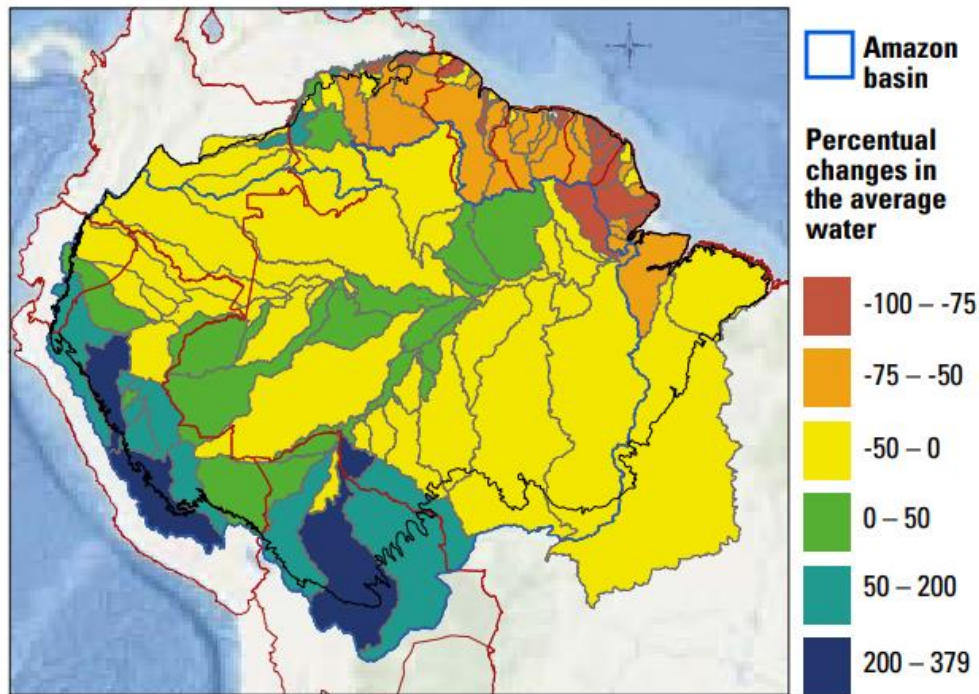 Amazon
basin
Percentual
changes in
the average
water
-100 – -75
-75 – -50
-50 – 0
0 – 50
50 – 200
200 – 379